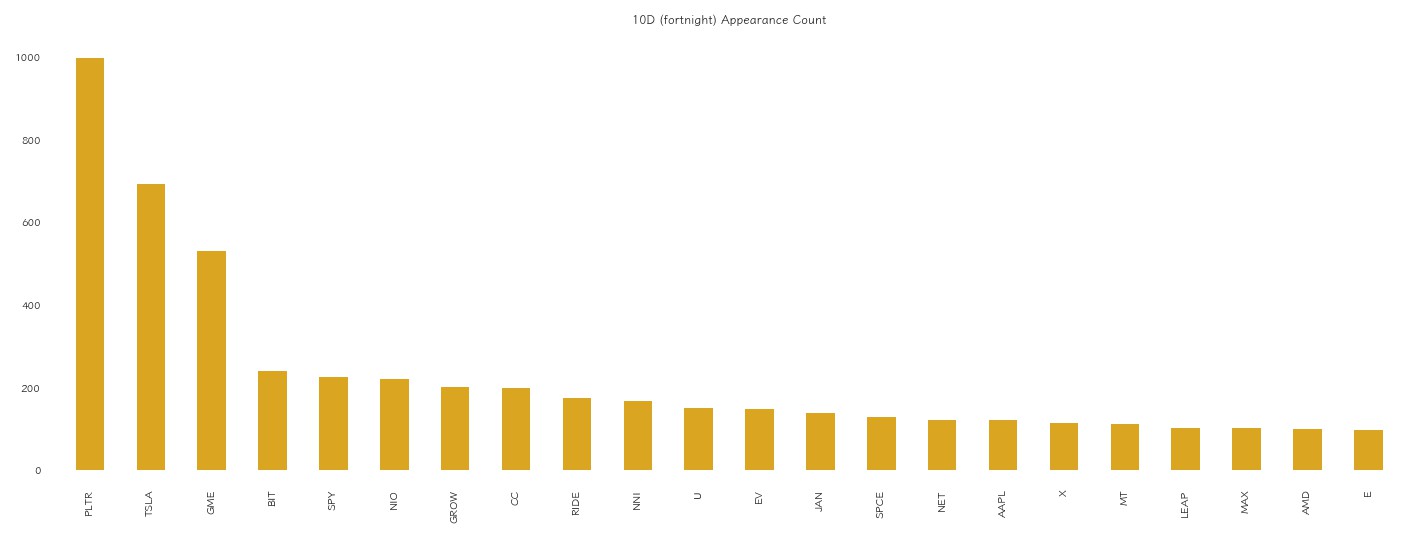 10D (fortnight) Appearance Count
1000
800
600
400
200
0
PLTR
TSLA
GME
BIT
SPY
NIO
GROW
CC
RIDE
NNI
U
EV
JAN
SPCE
NET
AAPL
X
MT
LEAP
MAX
AMD
E